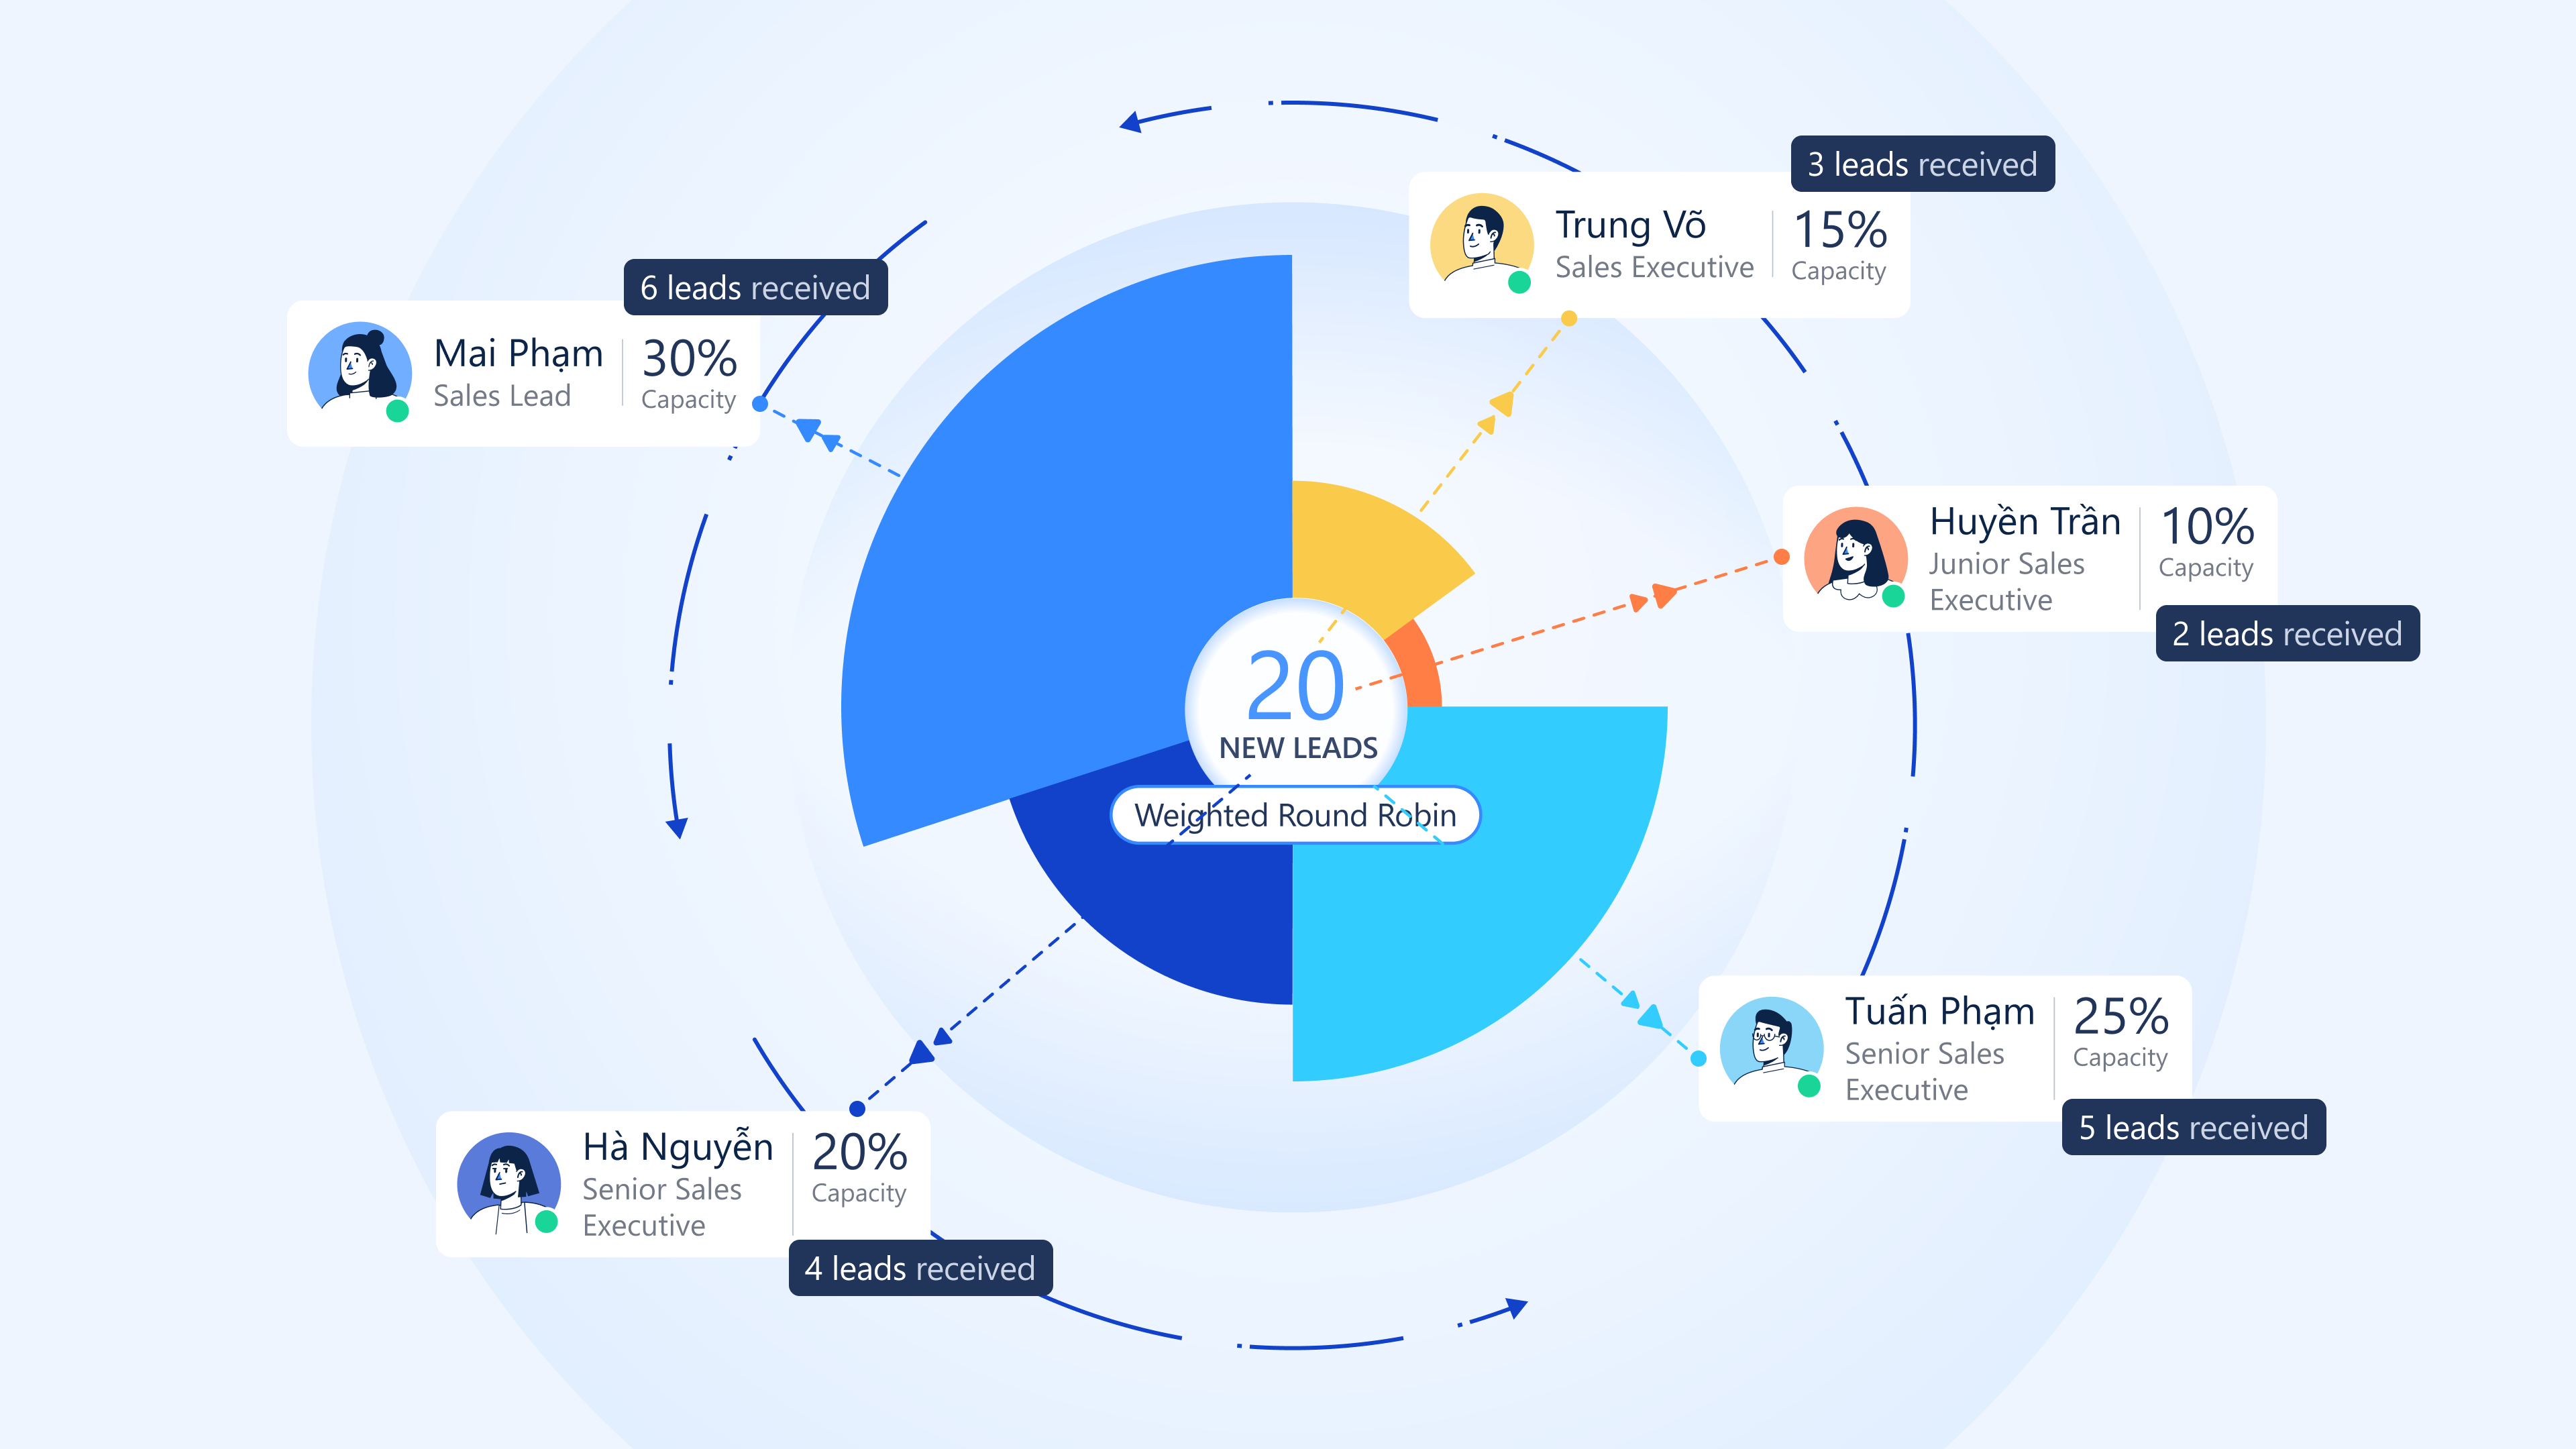 3 leads received
Trung Võ
Sales Executive
15%
Capacity
6 leads received
Mai Phạm
Sales Lead
30%
Capacity
Huyền Trần
Junior Sales
Executive
10%
Capacity
2 leads received
20
NEW LEADS
Weighted Round Robin
Tuấn Phạm
Senior Sales
Executive
25%
Capacity
5 leads received
Hà Nguyễn
Senior Sales
Executive
20%
Capacity
4 leads received